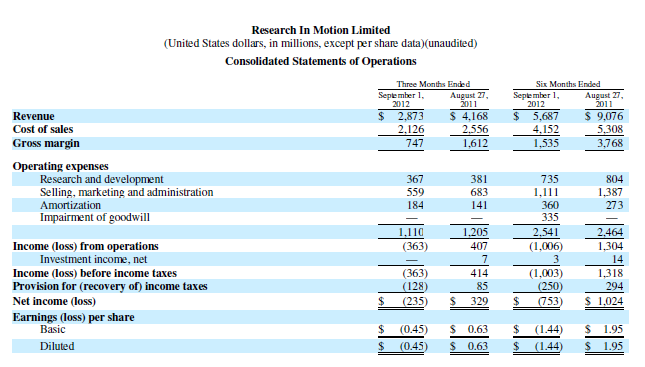 Research In Motion Limited
(United States dollars, in millions, except per share data)(unaudited)
Consolidated Statements of Operations
Three Months Ended Six Months Ended
September 1, 2012 August 27, 2011 September 1, 2012 August 27, 2011
Revenue $ 2,873 $ 4,168 $ 5,687 $ 9,076
Cost of sales 2,126 2,556 4,152 5,308
Gross margin 747 1,612 1,535 3,768
Operating expenses
Research and development 367 381 735 804
Selling, marketing and administration 559 683 1,111 1,387
Amortization 184 141 360 273
Impairment of goodwill — — 335 —
1,110 1,205 2,541 2,464
Income (loss) from operations (363) 407 (1,006) 1,304
Investment income, net — 7 3 14
Income (loss) before income taxes (363) 414 (1,003) 1,318
Provision for (recovery of) income taxes (128) 85 (250) 294
Net income (loss) $ (235) $ 329 $ (753) $ 1,024
Earnings (loss) per share
Basic $ (0.45) $ 0.63 $ (1.44) $ 1.95
Diluted $ (0.45) $ 0.63 $ (1.44) $ 1.95